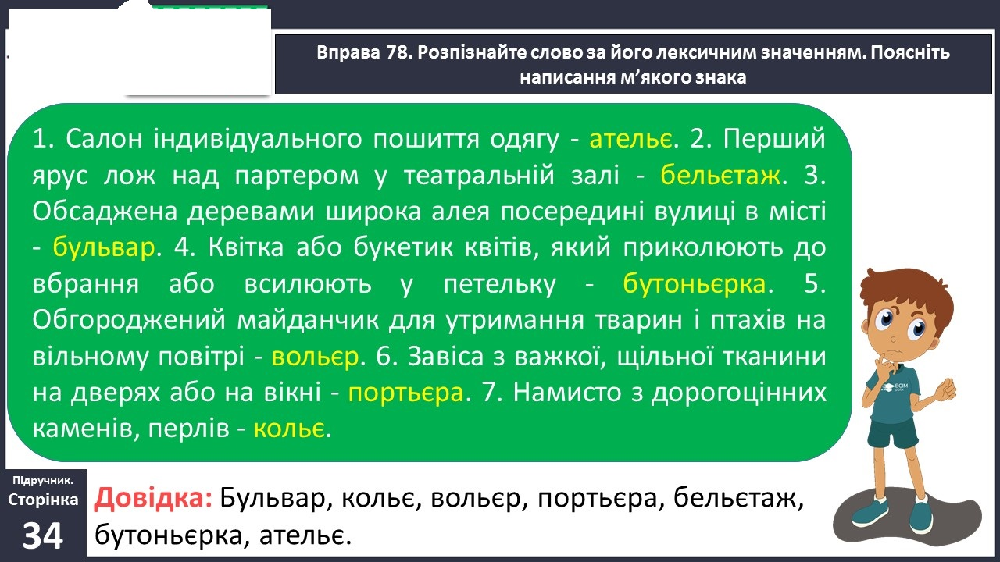 Вправа 78. Розпізнайте слово за його лексичним значенням. Поясніть
написання м’якого знака
1. Салон індивідуального пошиття одягу - ательє. 2. Перший
ярус лож над партером у театральній залі - бельєтаж. 3.
Обсаджена деревами широка алея посередині вулиці в місті
- бульвар. 4. Квітка або букетик квітів, який приколюють до
вбрання або всилюють у петельку - бутоньєрка. 5.
Обгороджений майданчик для утримання тварин і птахів на
вільному повітрі - вольєр. 6. Завіса з важкої, щільної тканини
на дверях або на вікні - портьєра. 7. Намисто з дорогоцінних
каменів, перлів - кольє.
ВСІМ
Підручник.
Сторінка
34
Довідка: Бульвар, кольє, вольєр, портьєра, бельєтаж,
бутоньєрка, ательє.